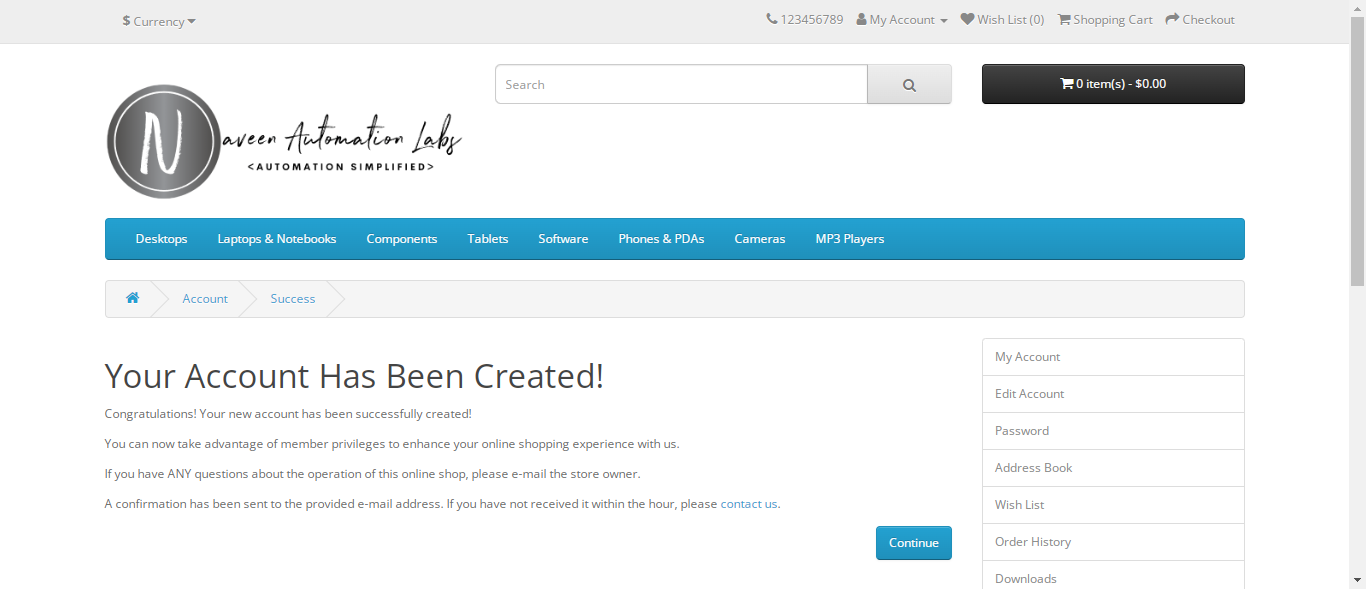 $ Currency
123456789 My Account Wish List (0) Shopping Cart Checkout
Search
0 item(s) - $0.00
N
aveen Automation Labs
<AUTOMATION SIMPLIFIED>
Desktops Laptops & Notebooks Components Tablets Software Phones & PDAs Cameras MP3 Players
Account Success
Your Account Has Been Created!
Congratulations! Your new account has been successfully created!
You can now take advantage of member privileges to enhance your online shopping experience with us.
If you have ANY questions about the operation of this online shop, please e-mail the store owner.
A confirmation has been sent to the provided e-mail address. If you have not received it within the hour, please contact us.
Continue
My Account
Edit Account
Password
Address Book
Wish List
Order History
Downloads